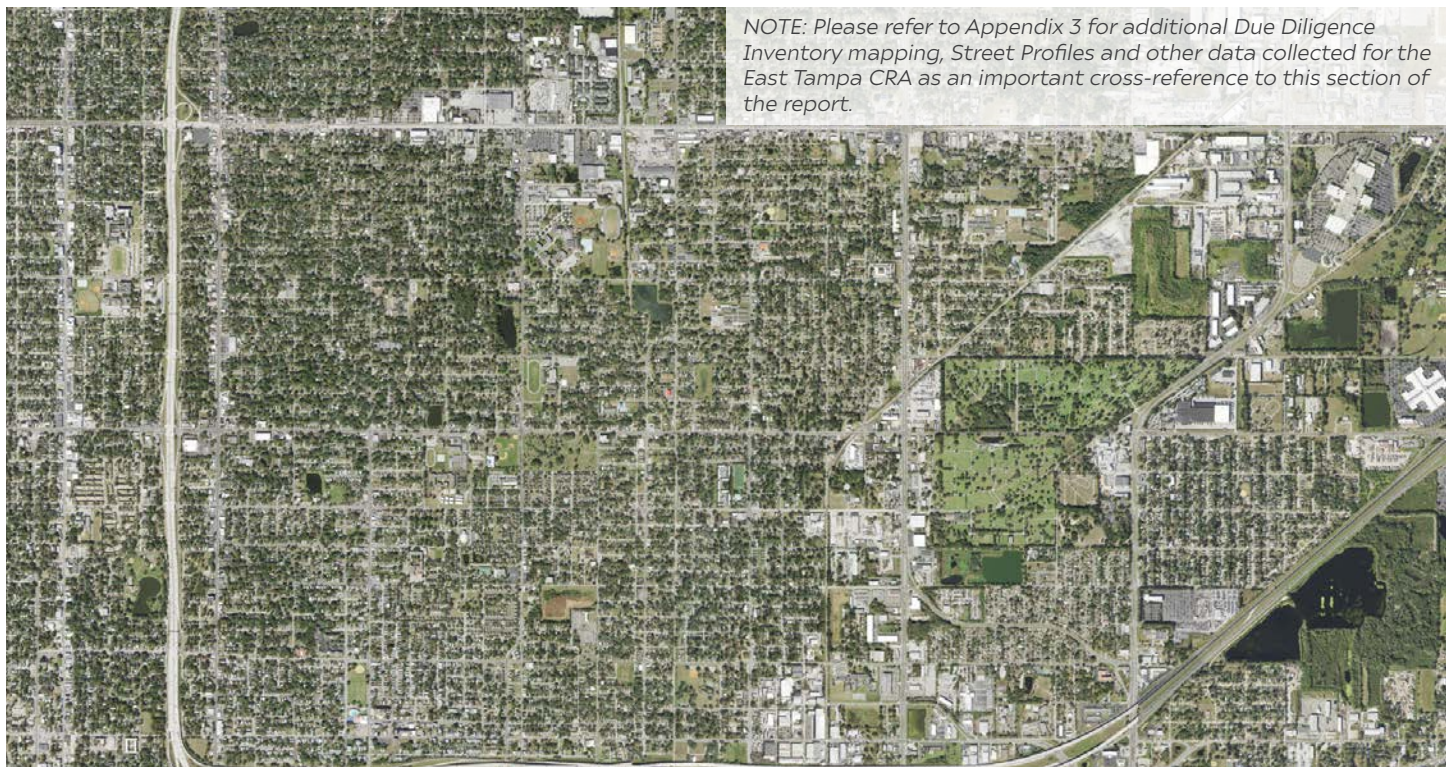 NOTE: Please refer to Appendix 3 for additional Due Diligence
Inventory mapping, Street Profiles and other data collected for the
East Tampa CRA as an important cross-reference to this section of
the report.